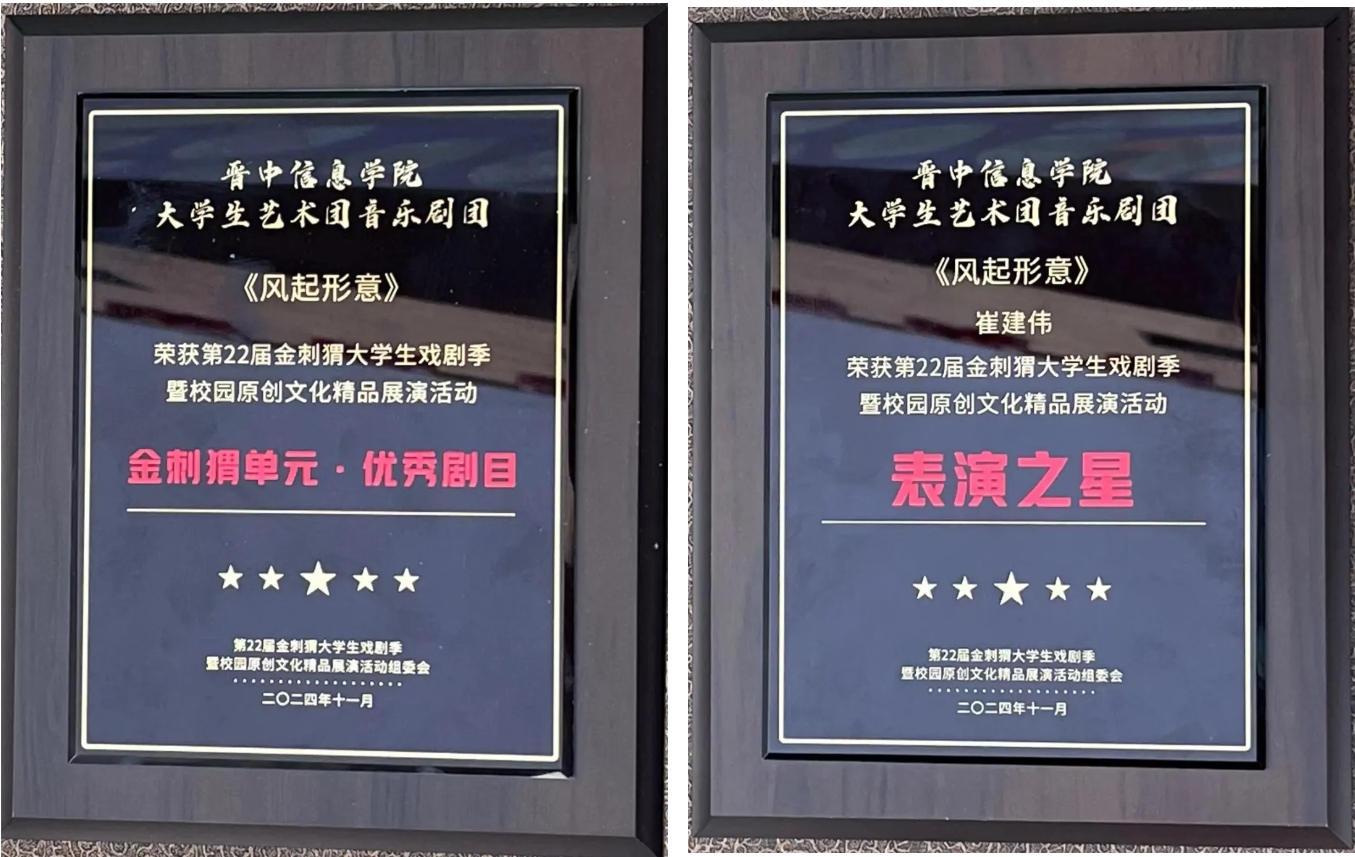 晋中信息学院
大学生艺术团音乐剧团
《风起形意》
荣获第22届金刺猬大学生戏剧季
暨校园原创文化精品展演活动
金刺猬单元·优秀剧目
第22届金刺猬大学生戏剧季
暨校园原创文化精品展演活动组委会
二〇二四年十一月
晋中信息学院
大学生艺术团音乐剧团
《风起形意》
崔建伟
荣获第22届金刺猬大学生戏剧季
暨校园原创文化精品展演活动
表演之星
第22届金刺猬大学生戏剧季
暨校园原创文化精品展演活动组委会
二〇二四年十一月